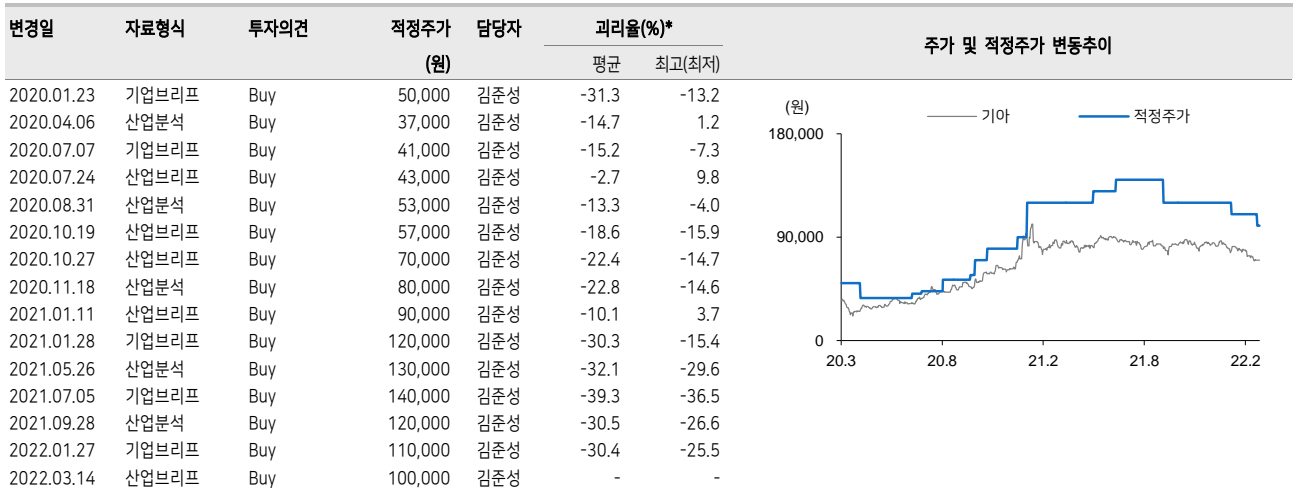 변경일 자료형식 투자의견 적정주가 담당자 괴리율(%)* 주가 및 적정주가 변동추이
(원) 평균 최고(최저)
2020.01.23 기업브리프 Buy 50,000 김준성 -31.3 -13.2
2020.04.06 산업분석 Buy 37,000 김준성 -14.7 1.2
2020.07.07 기업브리프 Buy 41,000 김준성 -15.2 -7.3
2020.07.24 산업브리프 Buy 43,000 김준성 -2.7 9.8
2020.08.31 산업분석 Buy 53,000 김준성 -13.3 -4.0
2020.10.19 산업브리프 Buy 57,000 김준성 -18.6 -15.9
2020.10.27 산업브리프 Buy 70,000 김준성 -22.4 -14.7
2020.11.18 산업분석 Buy 80,000 김준성 -22.8 -14.6
2021.01.11 산업브리프 Buy 90,000 김준성 -10.1 3.7
2021.01.28 기업브리프 Buy 120,000 김준성 -30.3 -15.4
2021.05.26 산업분석 Buy 130,000 김준성 -32.1 -29.6
2021.07.05 기업브리프 Buy 140,000 김준성 -39.3 -36.5
2021.09.28 산업분석 Buy 120,000 김준성 -30.5 -26.6
2022.01.27 기업브리프 Buy 110,000 김준성 -30.4 -25.5
2022.03.14 산업브리프 Buy 100,000 김준성 - -
(원) 기아 적정주가
180,000
90,000
0
20.3 20.8 21.2 21.8 22.2